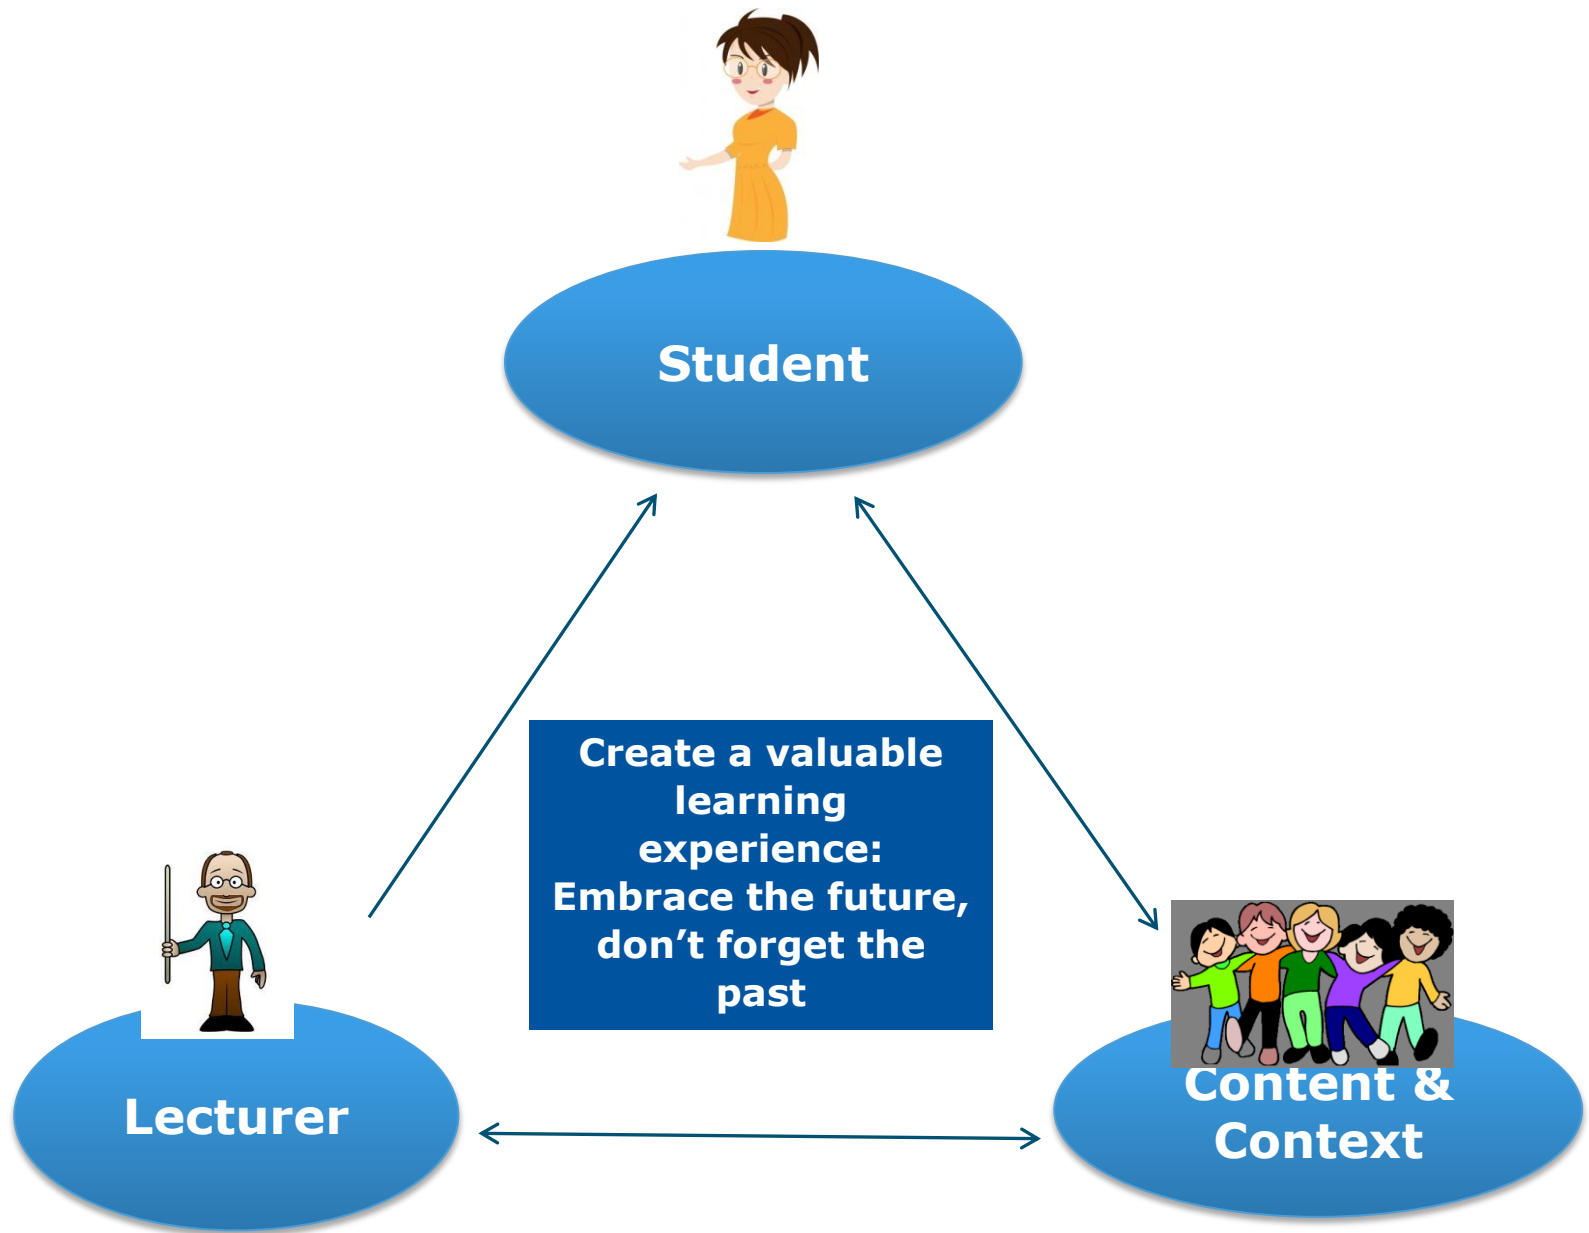 Student
Create a valuable
learning
experience:
Embrace the future,
don’t forget the
past
Lecturer
Content &
Context